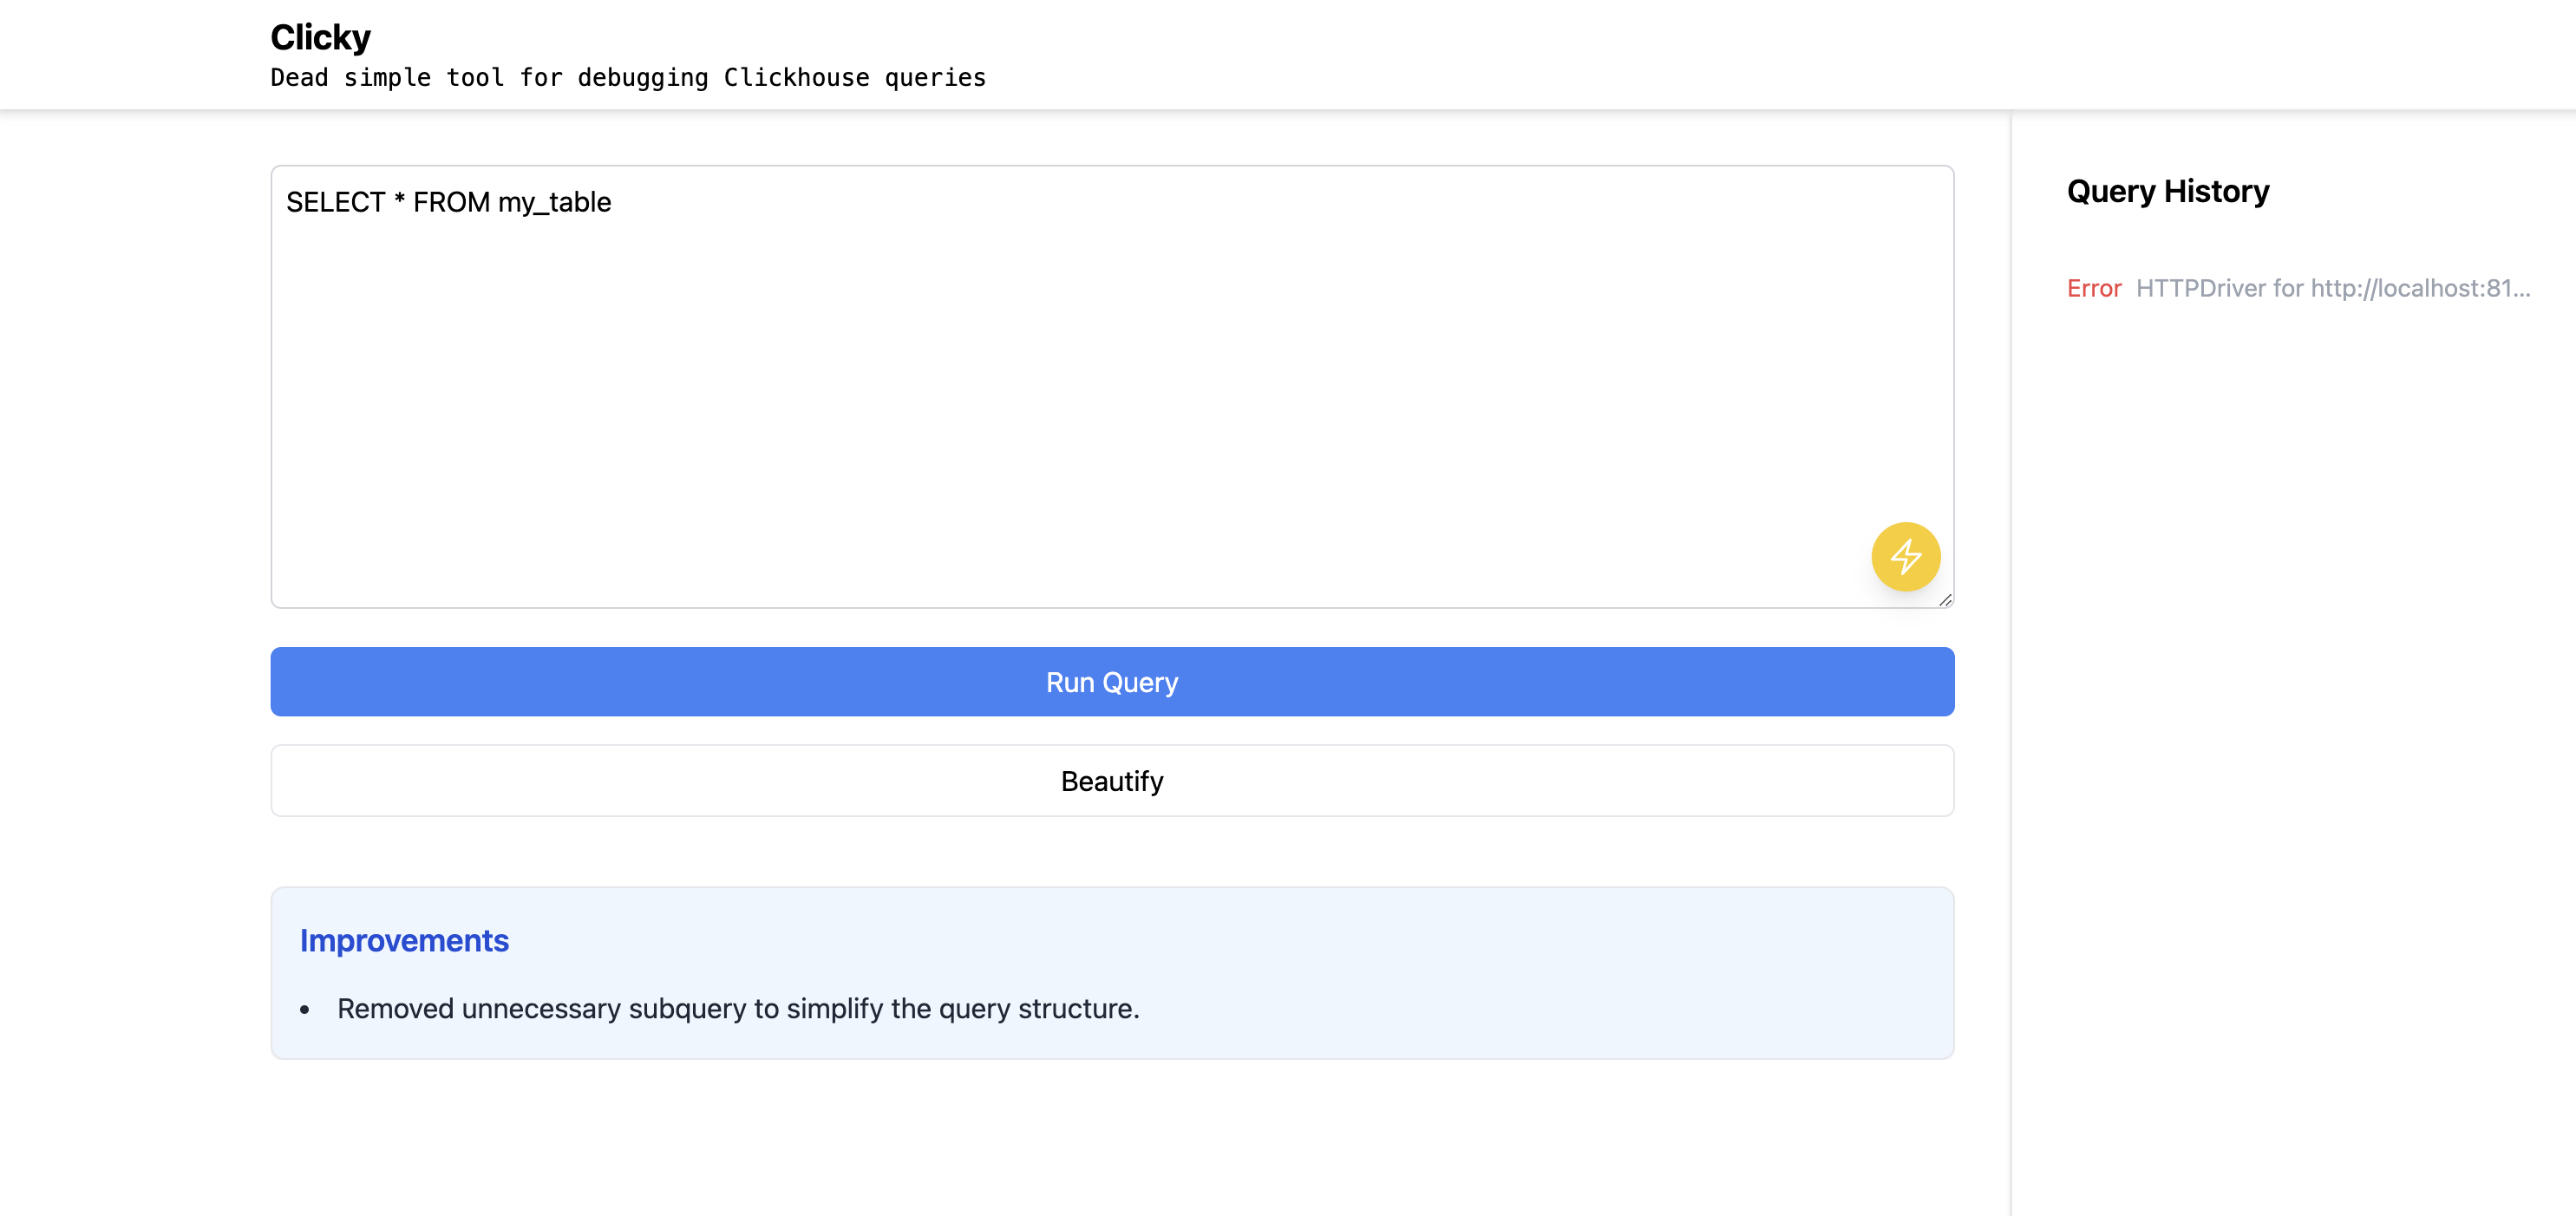 Clicky
Dead simple tool for debugging Clickhouse queries
SELECT * FROM my_table
Run Query
Beautify
Improvements
• Removed unnecessary subquery to simplify the query structure.
Query History
Error HTTPDriver for http://localhost:81...